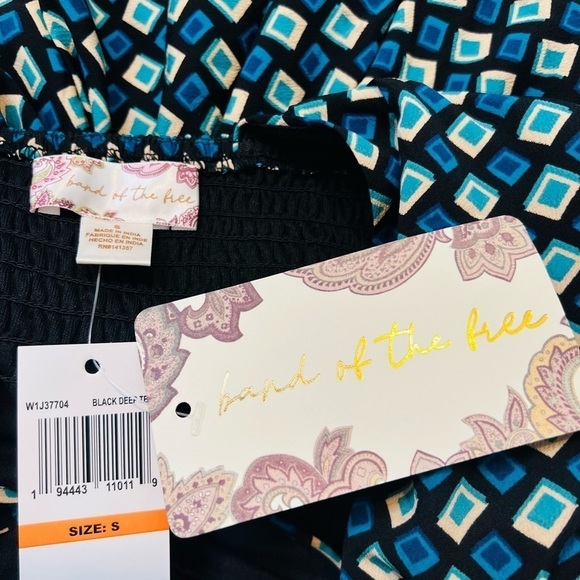 band of the free
S
MADE IN INDIA
FABRIQUE EN INDE
HECHO EN INDIA
RN#141357
band of the free
W1J37704 BLACK DEEP TE
1 94443 11011 9
SIZE: S